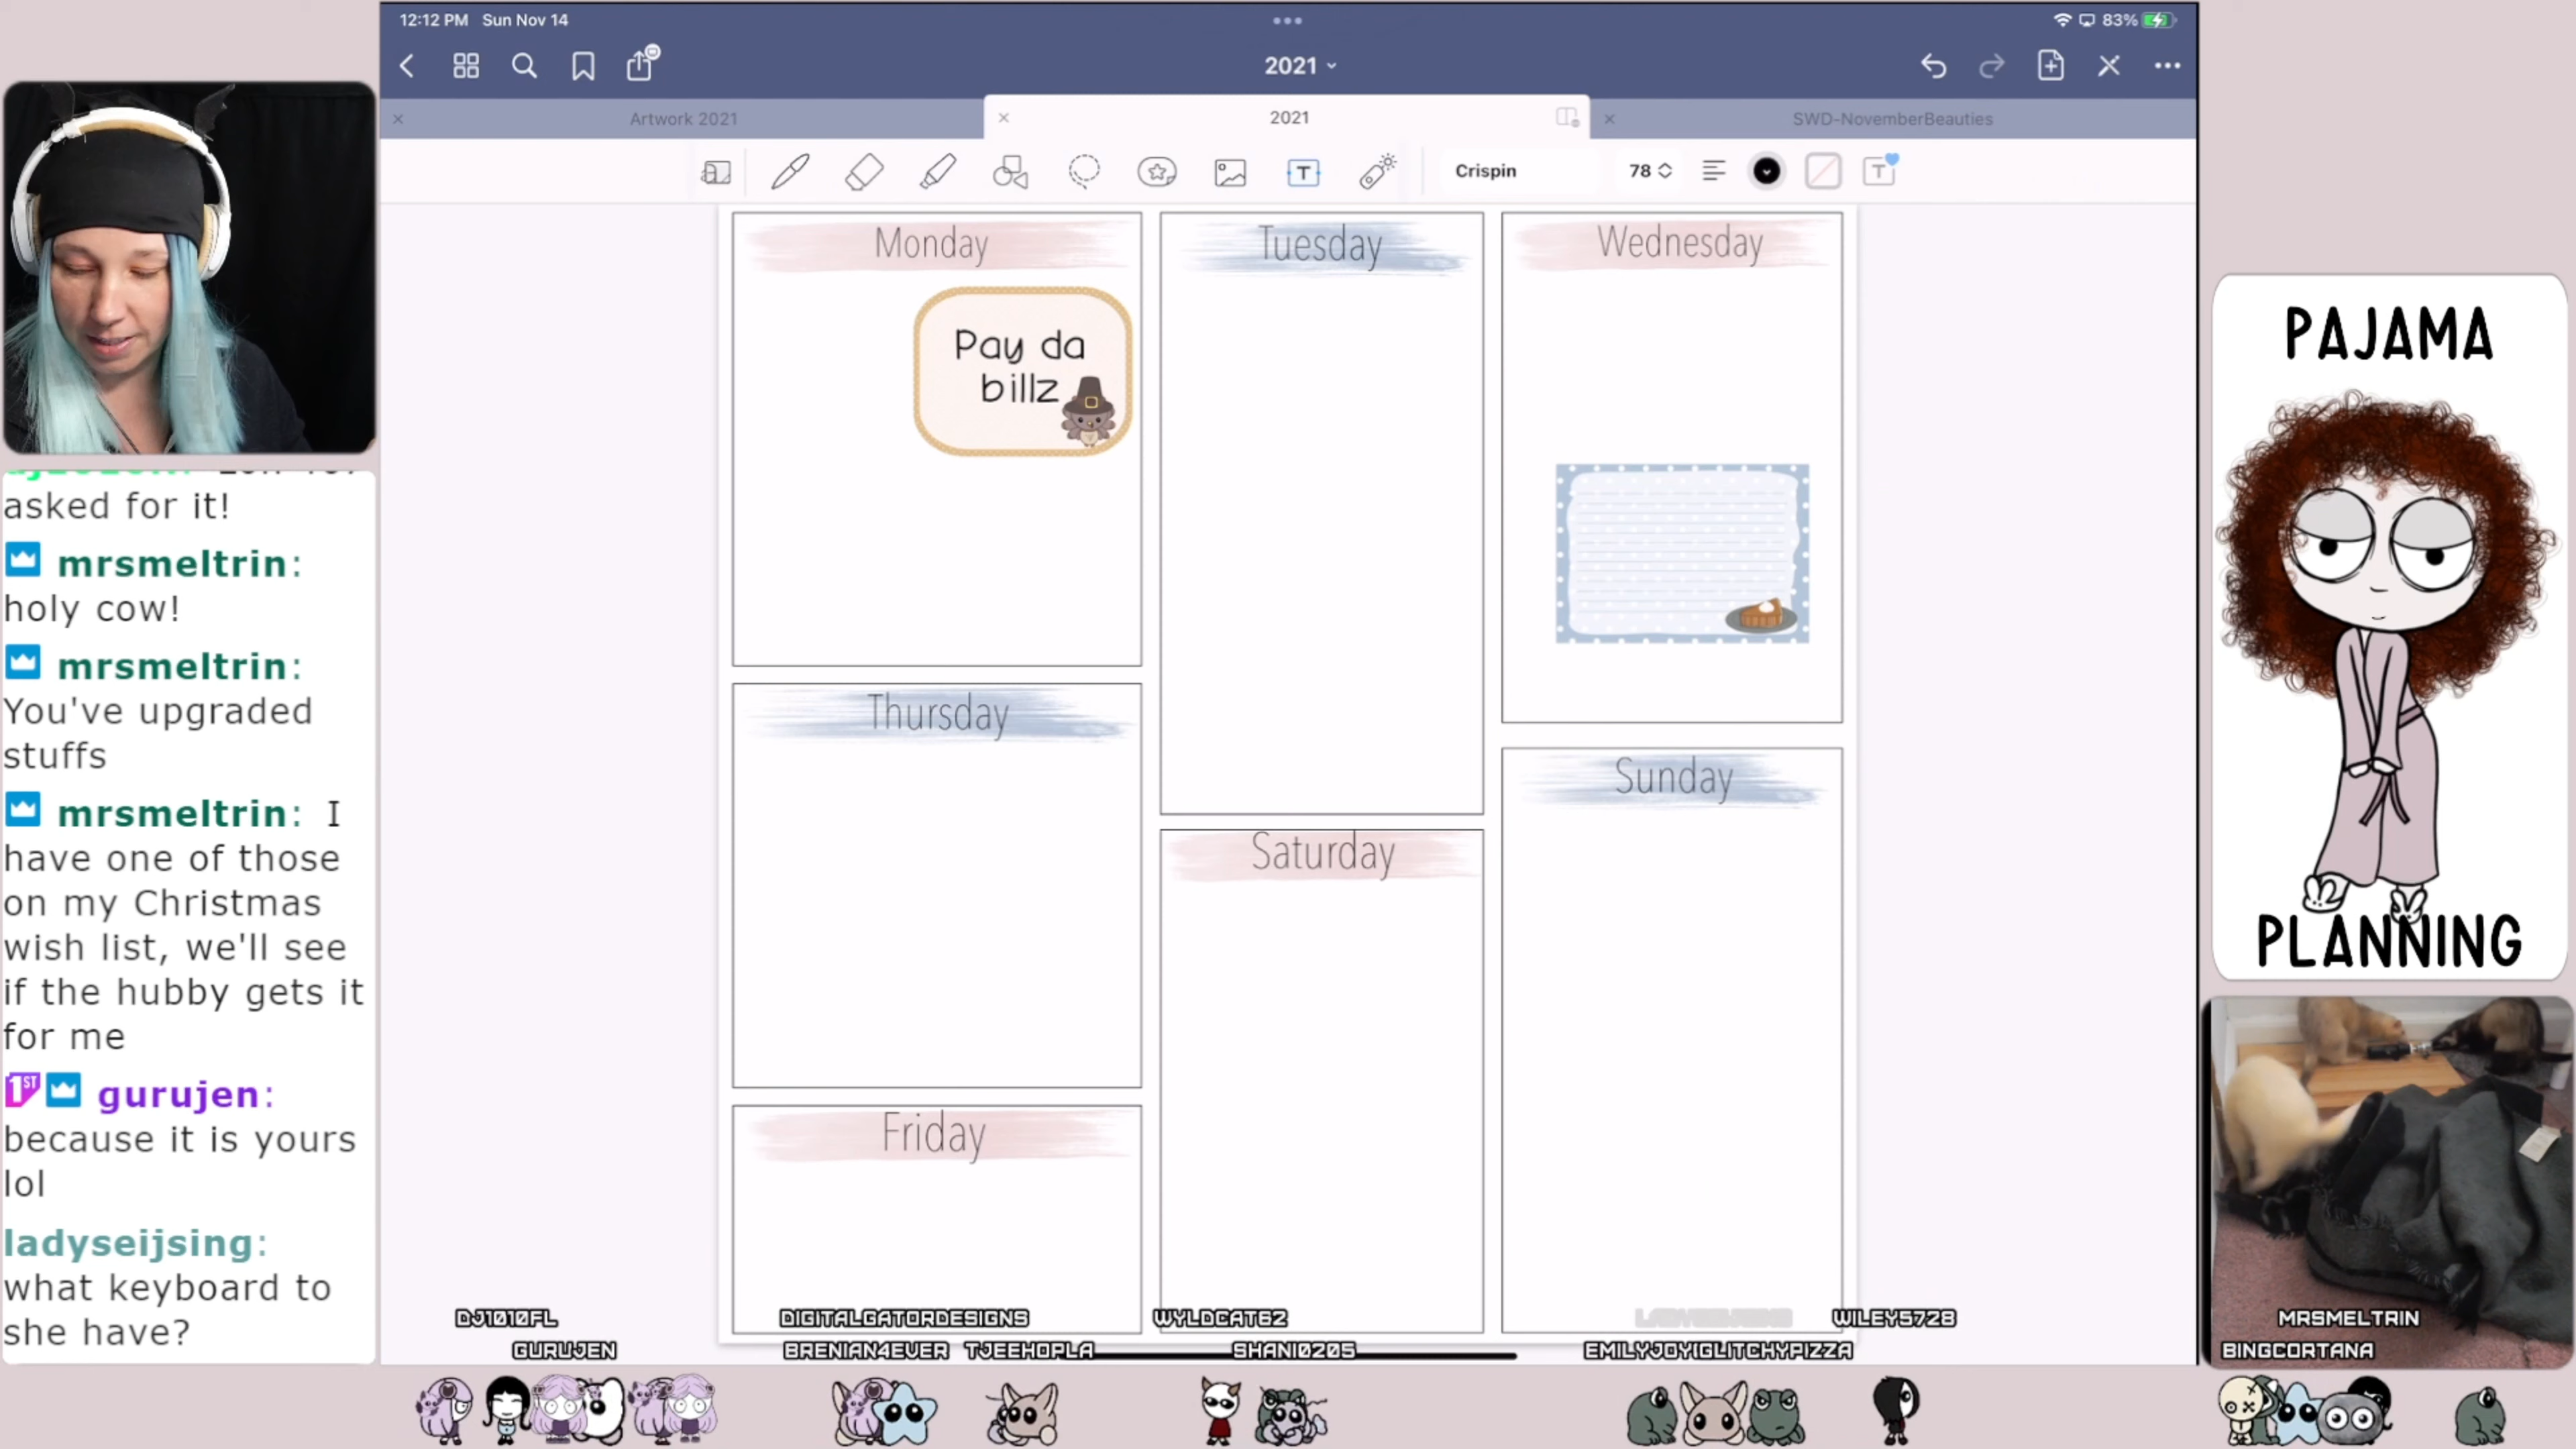 12:12 PM Sun Nov 14
83%
2021
Artwork 2021
2021
SWD-NovemberBeauties
Crispin
78
Monday
Tuesday
Wednesday
Pay da
billz
Thursday
Sunday
Saturday
Friday
asked for it!
mrsmeltrin:
holy cow!
mrsmeltrin:
You've upgraded
stuffs
mrsmeltrin: I
have one of those
on my Christmas
wish list, we'll see
if the hubby gets it
for me
1ST gurujen:
because it is yours
lol
ladyseijsing:
what keyboard to
she have?
PAJAMA
PLANNING
DJ1010FL
DIGITALGATORDESIGNS
WYLDCAT62
WILEY5728
MRSMELTRIN
GURUJEN
BRENIAN4EVER TJEEHOPLA
SHANI0205
EMILYJOY(GLITCHYPIZZA
BINGCORTANA